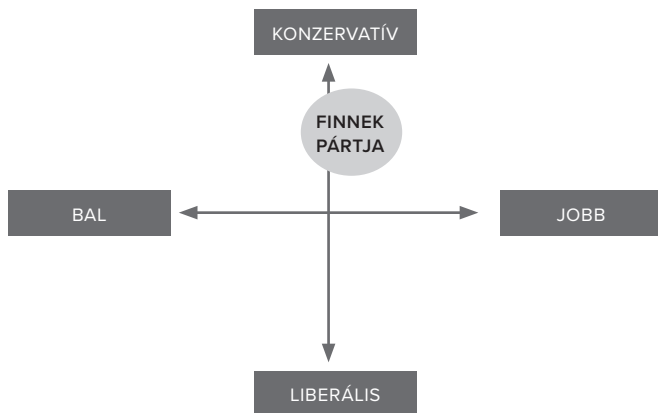 KONZERVATÍV
FINNEK
PÁRTJA
BAL
JOBB
LIBERÁLIS